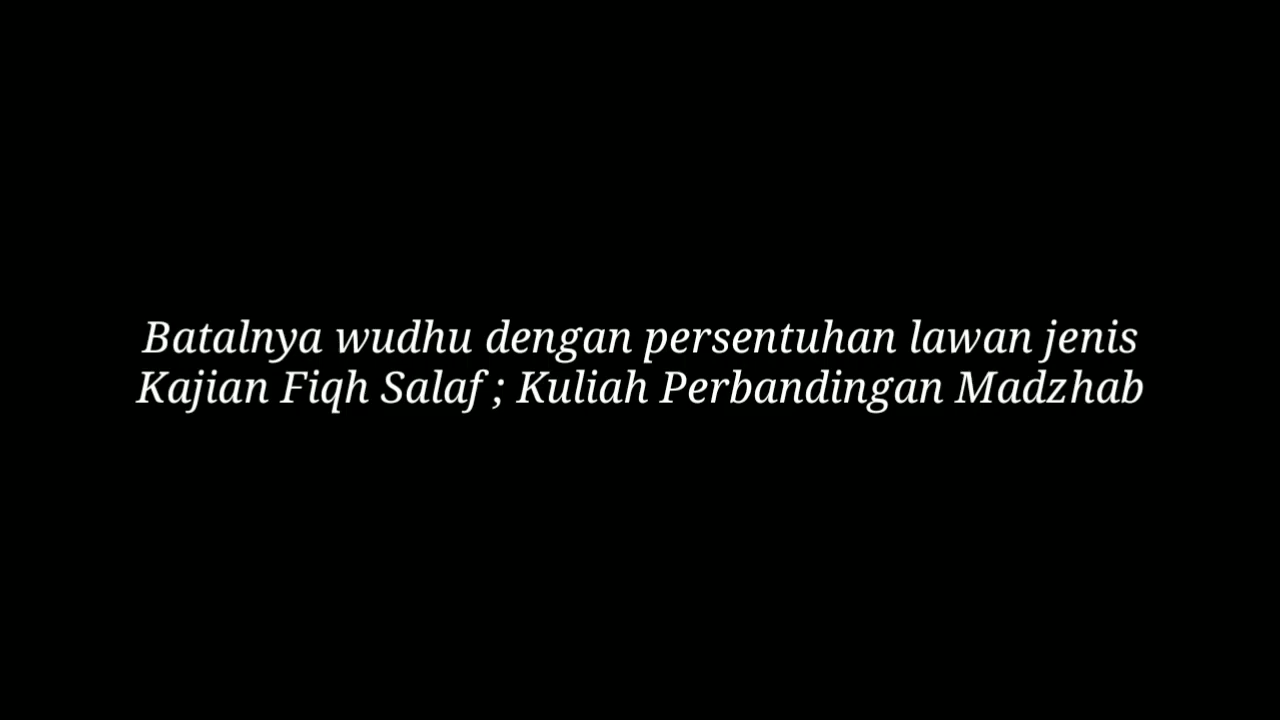 Batalnya wudhu dengan persentuhan lawan jenis
Kajian Fiqh Salaf ; Kuliah Perbandingan Madzhab